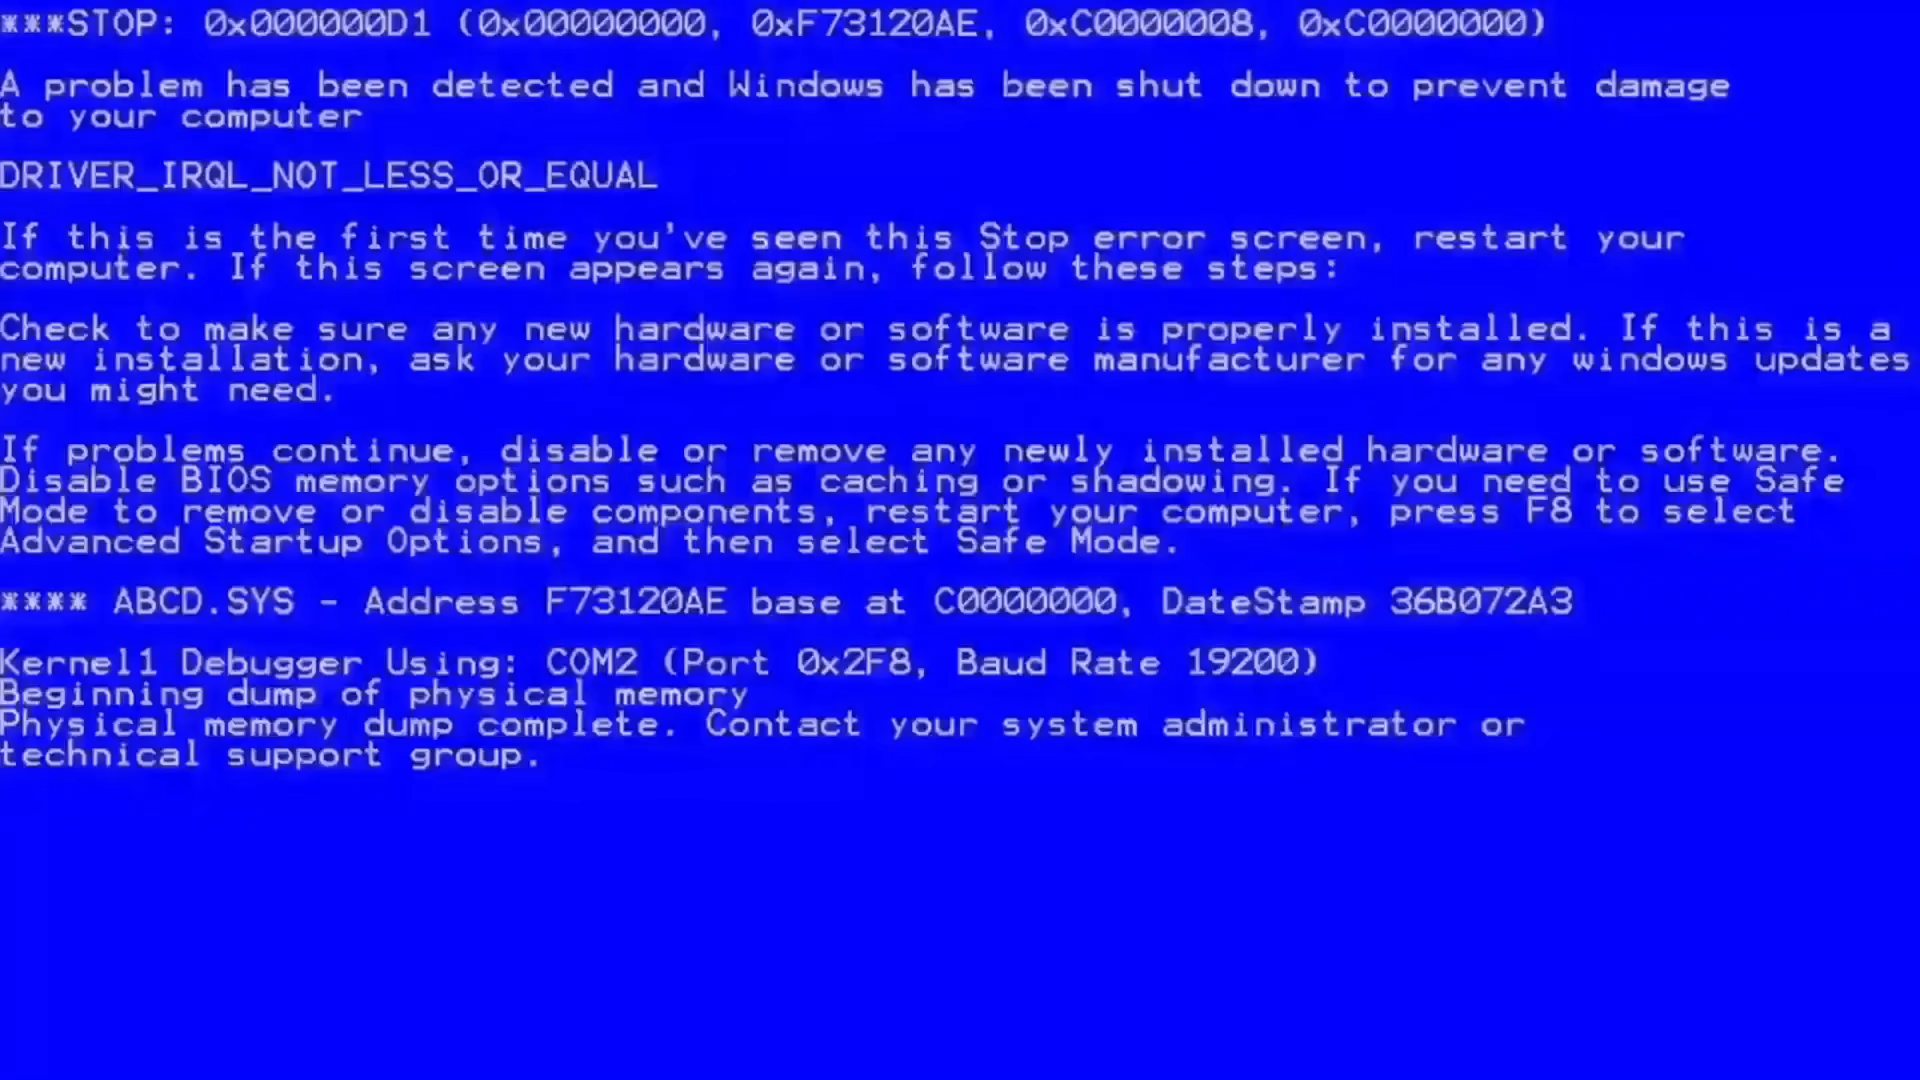 ***STOP: 0x000000D1 (0x00000000, 0xF73120AE, 0xC0000008, 0xC0000000)
A problem has been detected and Windows has been shut down to prevent damage
to your computer
DRIVER_IRQL_NOT_LESS_OR_EQUAL
If this is the first time you've seen this Stop error screen, restart your
computer. If this screen appears again, follow these steps:
Check to make sure any new hardware or software is properly installed. If this is a
new installation, ask your hardware or software manufacturer for any windows updates
you might need.
If problems continue, disable or remove any newly installed hardware or software.
Disable BIOS memory options such as caching or shadowing. If you need to use Safe
Mode to remove or disable components, restart your computer, press F8 to select
Advanced Startup Options, and then select Safe Mode.
**** ABCD.SYS - Address F73120AE base at C0000000, DateStamp 36B072A3
Kernel1 Debugger Using: COM2 (Port 0x2F8, Baud Rate 19200)
Beginning dump of physical memory
Physical memory dump complete. Contact your system administrator or
technical support group.